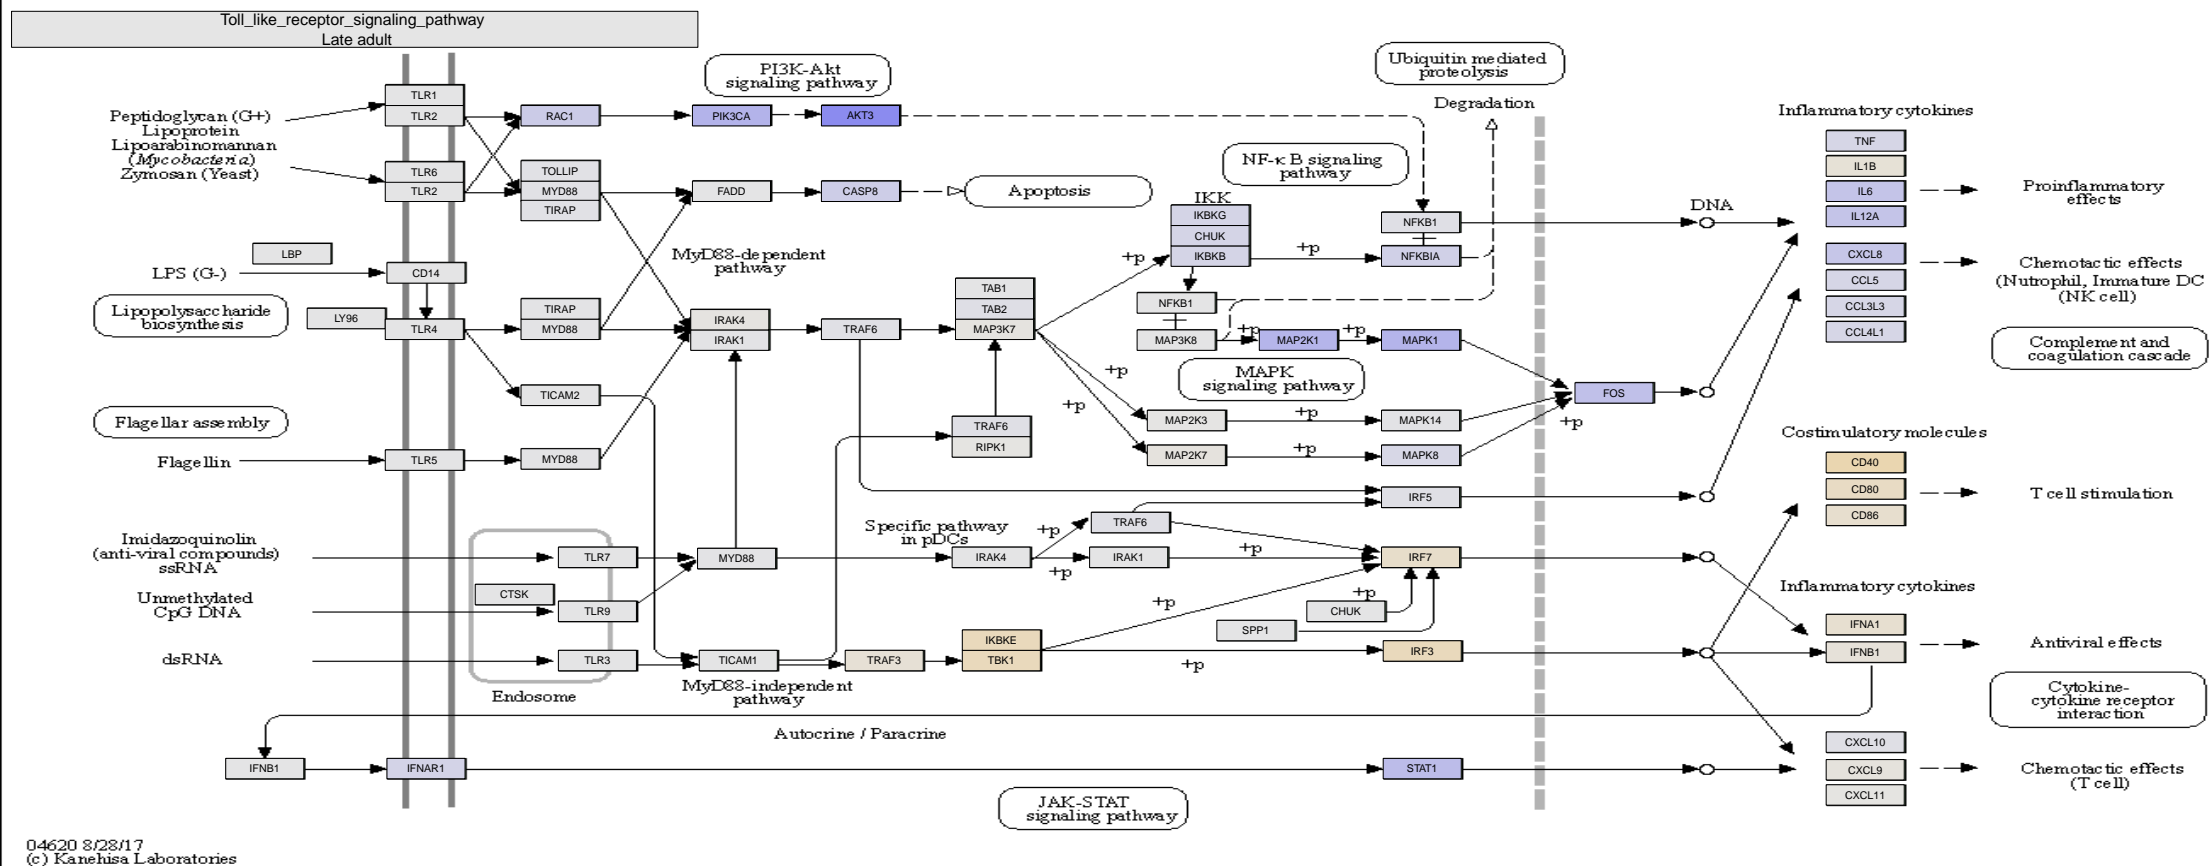 Toll_like_receptor_signaling_pathway
Late adult
PI3K-Akt
signaling pathway
Ubiquitin mediated
proteolysis
Degradation
Inflammatory cytokines
Peptidoglycan (G+)
Lipoprotein
Lipoarabinomannan
(Mycobacteria)
Zymosan (Yeast)
TLR1
TLR2
RAC1
PIK3CA
AKT3
TLR6
TLR2
TOLLIP
MYD88
TIRAP
FADD
CASP8
Apoptosis
NF-κ B signaling
pathway
IKK
IKBKG
CHUK
IKBKB
+p
+p
NFKB1
NFKBIA
DNA
TNF
IL1B
IL6
IL12A
Proinflammatory
effects
CXCL8
CCL5
CCL3L3
CCL4L1
Chemotactic effects
(Nutrophil, Immature DC
(NK cell)
Complement and
coagulation cascade
LBP
LPS (G-)
CD14
MyD88-dependent
pathway
Lipopolysaccharide
biosynthesis
LY96
TLR4
TIRAP
MYD88
IRAK4
IRAK1
TRAF6
TAB1
TAB2
MAP3K7
NFKB1
MAP3K8
+p
MAP2K1
+p
MAPK1
MAPK
signaling pathway
FOS
TICAM2
+p
+p
MAP2K3
+p
MAPK14
+p
Flagellar assembly
Flagellin
TLR5
MYD88
TRAF6
RIPK1
MAP2K7
+p
MAPK8
Costimulatory molecules
CD40
CD80
CD86
T cell stimulation
IRF5
Specific pathway
in pDCs
+p
TRAF6
Imidazoquinolin
(anti-viral compounds)
ssRNA
TLR7
MYD88
IRAK4
+p
IRAK1
+p
IRF7
Unmethylated
CpG DNA
CTSK
TLR9
+p
+p
CHUK
SPP1
Inflammatory cytokines
IFNA1
IFNB1
Antiviral effects
dsRNA
TLR3
TICAM1
TRAF3
IKBKE
TBK1
+p
IRF3
Endosome
MyD88-independent
pathway
Cytokine-
cytokine receptor
interaction
Autocrine / Paracrine
IFNB1
IFNAR1
STAT1
CXCL10
CXCL9
CXCL11
Chemotactic effects
(T cell)
JAK-STAT
signaling pathway
04620 8/28/17
(c) Kanehisa Laboratories